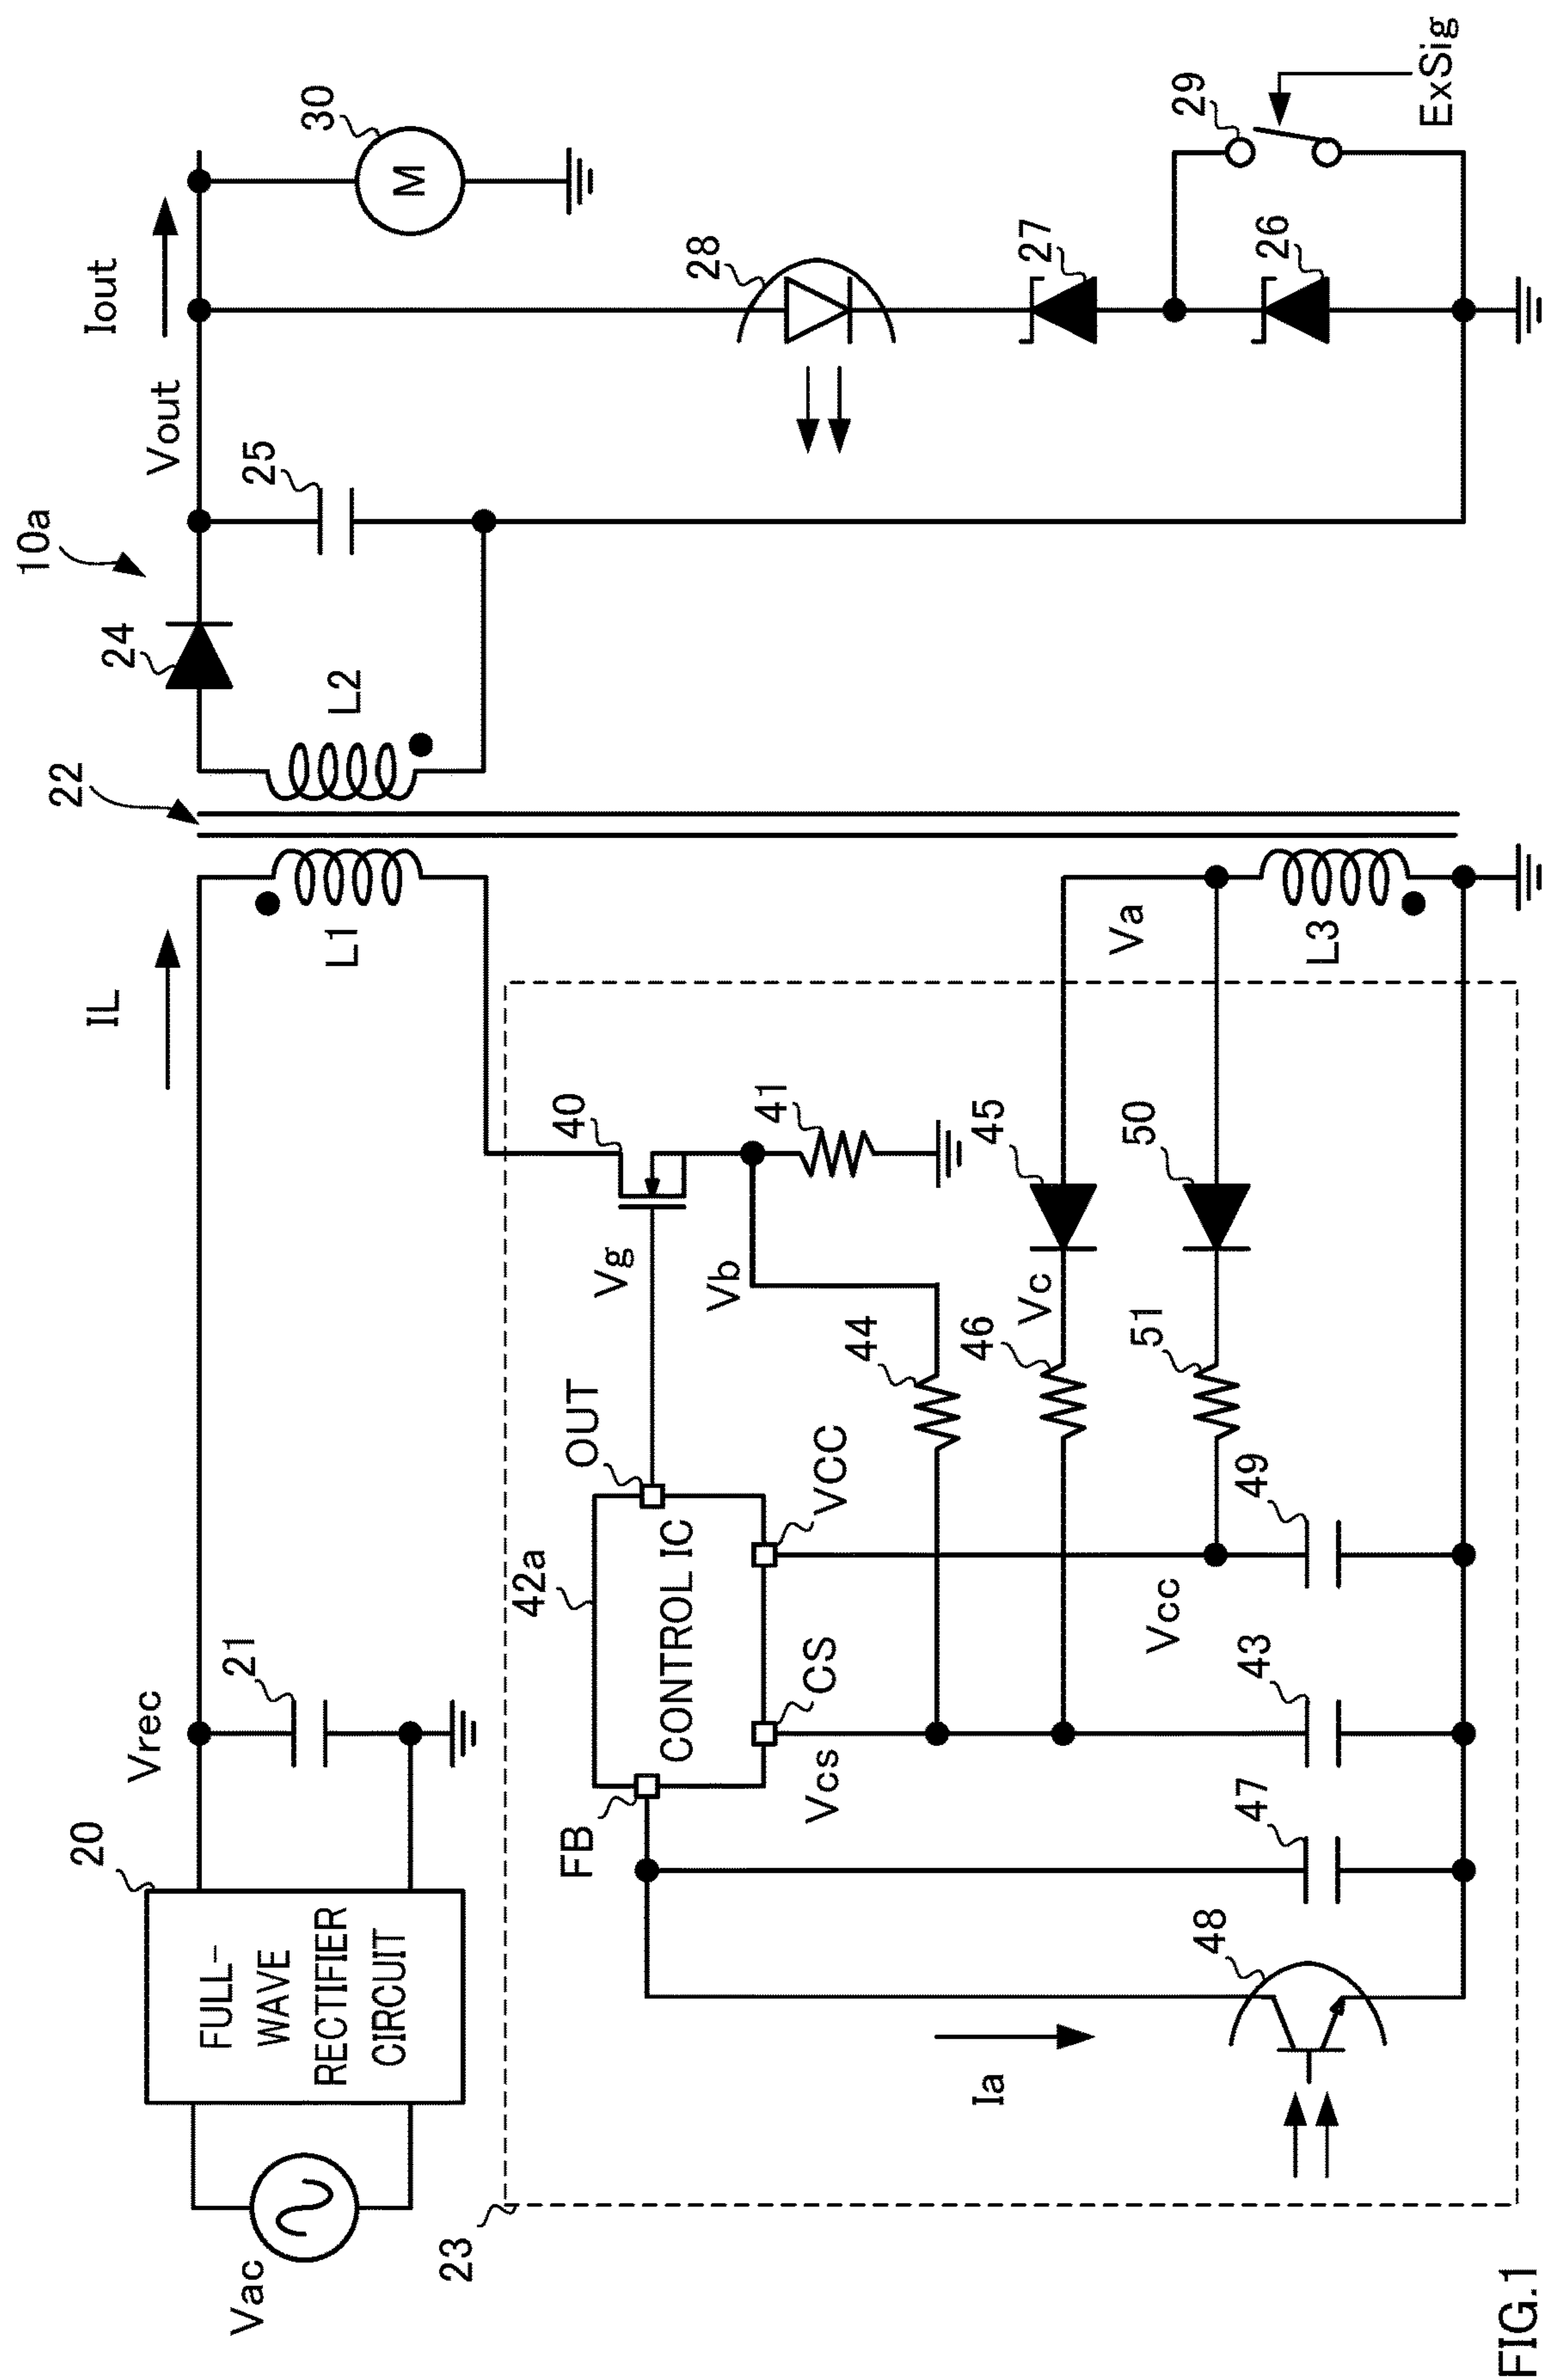 10a
22
IL
Iout
Vout
24
25
L2
30
M
28
27
29
26
ExSig
Vac
20
FULL-
WAVE
RECTIFIER
CIRCUIT
Vrec
21
L1
23
42a
CONTROL IC
FB
OUT
Vg
40
41
Vb
CS
VCC
Vcs
44
45
Vc
46
50
51
Va
L3
Vcc
Ia
48
47
43
49
FIG.1